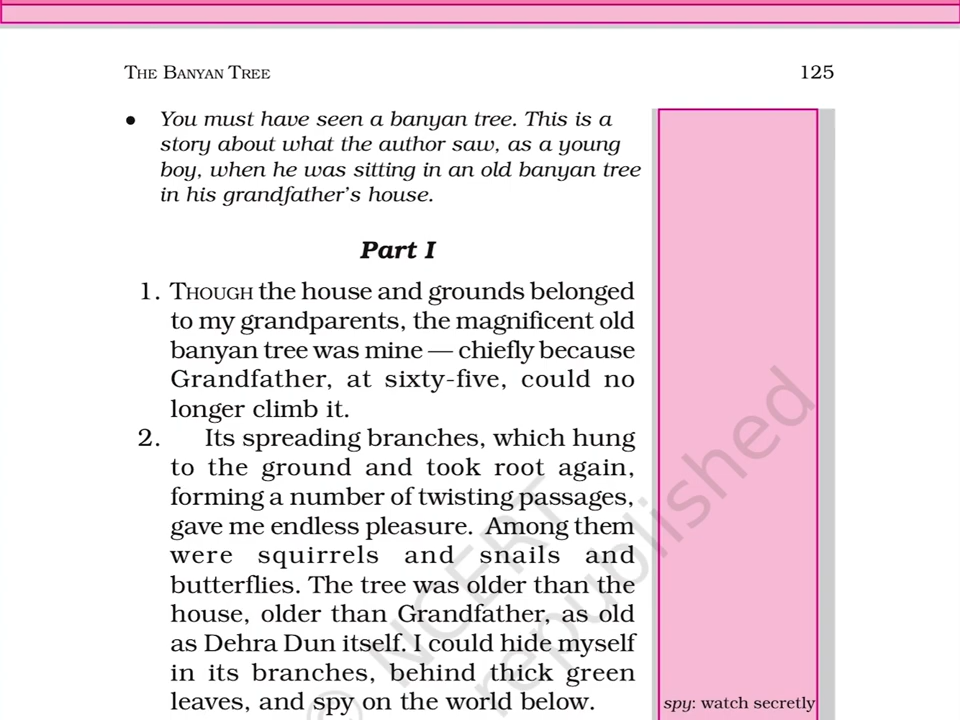 THE BANYAN TREE 125
● You must have seen a banyan tree. This is a
story about what the author saw, as a young
boy, when he was sitting in an old banyan tree
in his grandfather's house.
Part I
1. THOUGH the house and grounds belonged
to my grandparents, the magnificent old
banyan tree was mine — chiefly because
Grandfather, at sixty-five, could no
longer climb it.
2. Its spreading branches, which hung
to the ground and took root again,
forming a number of twisting passages,
gave me endless pleasure. Among them
were squirrels and snails and
butterflies. The tree was older than the
house, older than Grandfather, as old
as Dehra Dun itself. I could hide myself
in its branches, behind thick green
leaves, and spy on the world below.
spy: watch secretly
© NCERT
republished